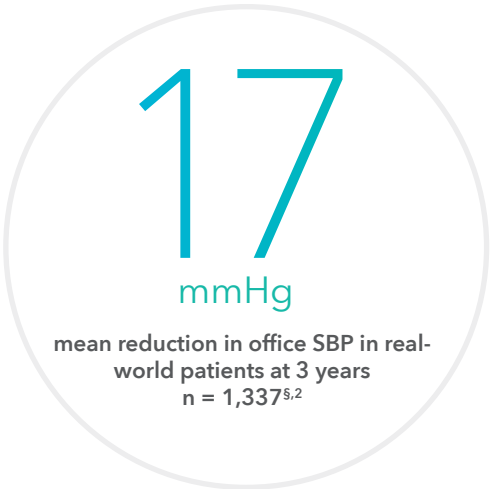 17
mmHg
mean reduction in office SBP in real-
world patients at 3 years
n = 1,337§,2